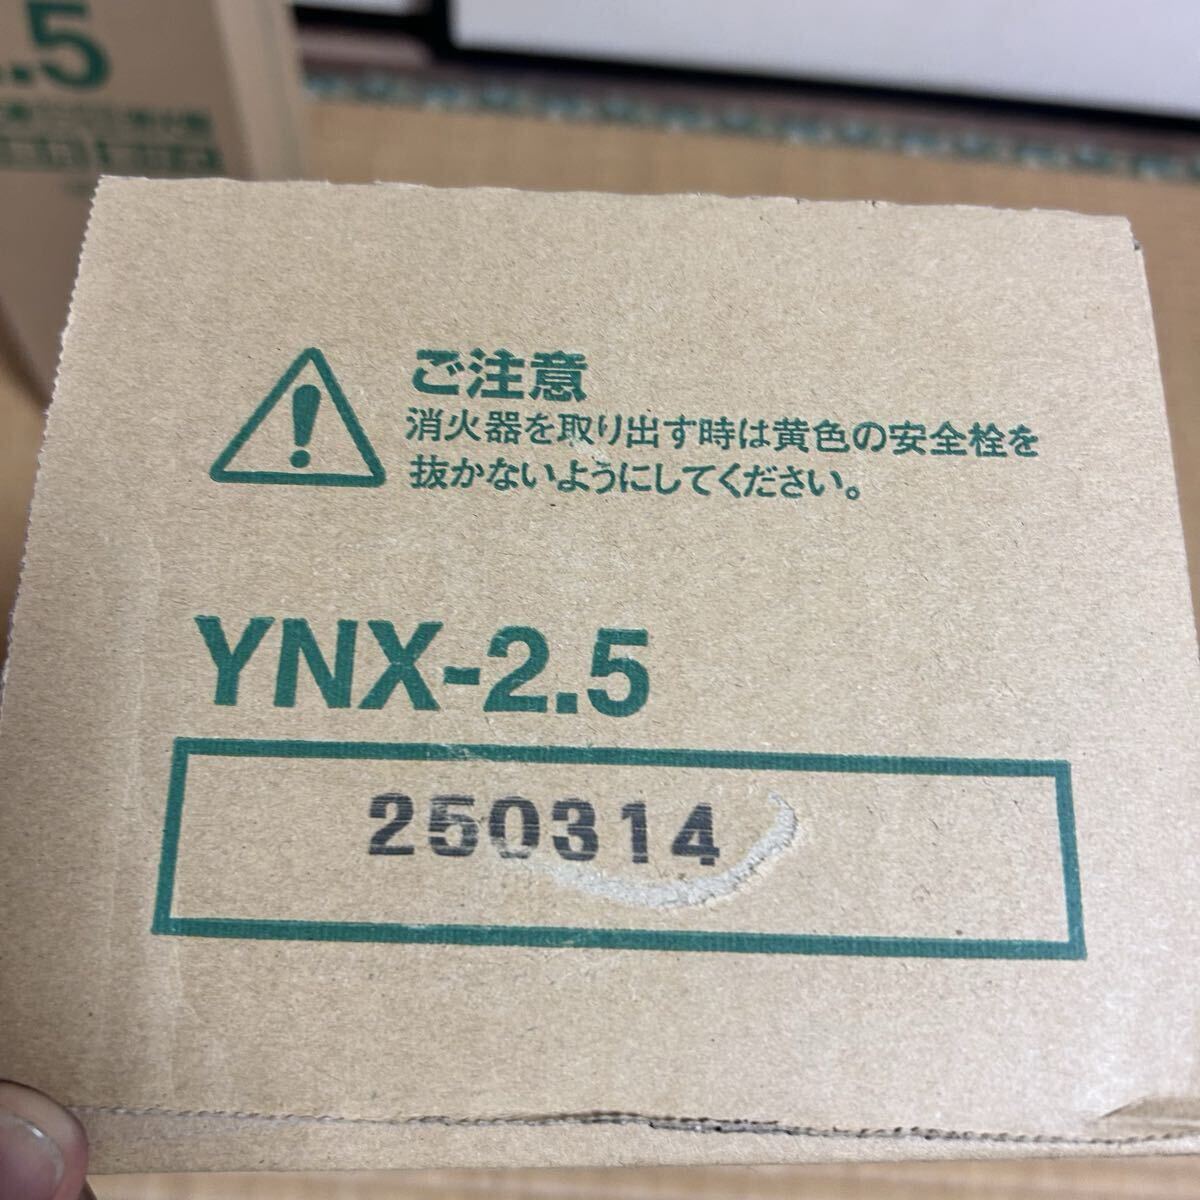 .5
ご注意
消火器を取り出す時は黄色の安全栓を
抜かないようにしてください。
YNX-2.5
250314